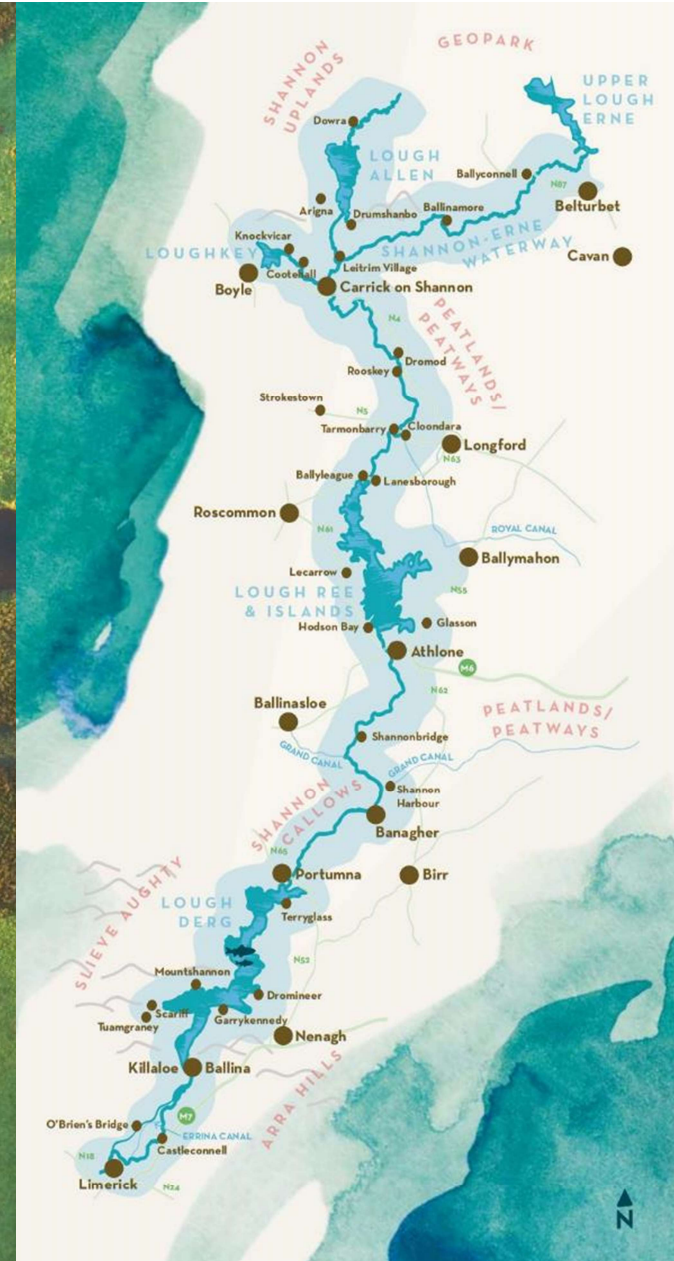 GEOPARK
SHANNON
UPLANDS
UPPER
LOUGH
ERNE
Dowra
LOUGH
ALLEN
Ballyconnell
N87
Belturbet
Arigna
Drumshanbo
Ballinamore
Knockvicar
SHANNON-ERNE
WATERWAY
LOUGHKEY
Cavan
Cootehall
Leitrim Village
Boyle
Carrick on Shannon
PEATLANDS/
PEATWAYS
N4
Dromod
Rooskey
Strokestown
N5
Tarmonbarry
Cloondara
Longford
N63
Ballyleague
Lanesborough
Roscommon
N61
ROYAL CANAL
Ballymahon
Lecarrow
LOUGH REE
& ISLANDS
N55
Hodson Bay
Glasson
Athlone
M6
N62
Ballinasloe
PEATLANDS/
PEATWAYS
Shannonbridge
GRAND CANAL
GRAND CANAL
Shannon
Harbour
SHANNON
CALLOWS
Banagher
N65
Portumna
Birr
SLIEVE AUGHTY
LOUGH
DERG
Terryglass
N52
Mountshannon
Dromineer
Scariff
Tuamgraney
Garrykennedy
Nenagh
Killaloe
Ballina
ARRA HILLS
M7
O'Brien's Bridge
ERRINA CANAL
Castleconnell
N18
Limerick
N24
N